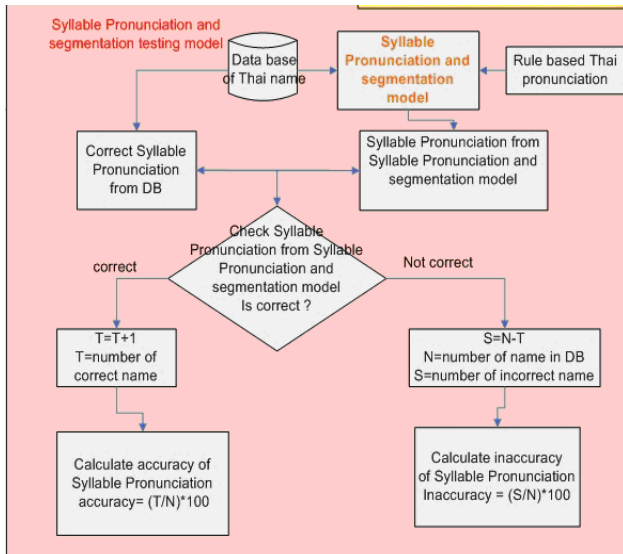 Syllable Pronunciation and
segmentation testing model
Data base
of Thai name
Syllable
Pronunciation and
segmentation
model
Rule based Thai
pronunciation
Correct Syllable
Pronunciation
from DB
Syllable Pronunciation from
Syllable Pronunciation and
segmentation model
Check Syllable
Pronunciation from Syllable
Pronunciation and
segmentation model
Is correct ?
correct
Not correct
T=T+1
T=number of
correct name
S=N-T
N=number of name in DB
S=number of incorrect name
Calculate accuracy of
Syllable Pronunciation
accuracy= (T/N)*100
Calculate inaccuracy
of Syllable Pronunciation
Inaccuracy = (S/N)*100